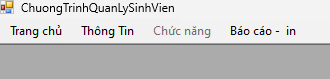 ChuongTrinhQuanLySinhVien
Trang chủ Thông Tin Chức năng Báo cáo - in